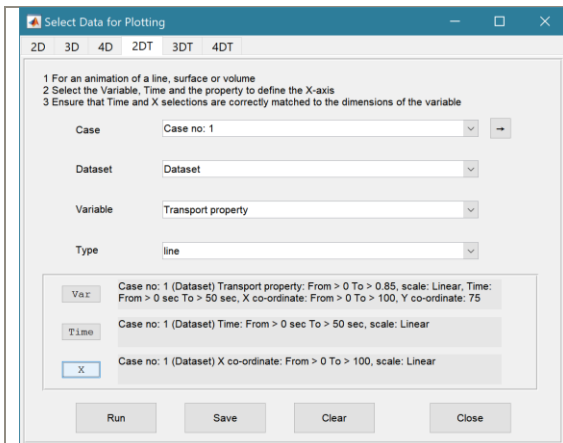 Select Data for Plotting
2D 3D 4D 2DT 3DT 4DT
1 For an animation of a line, surface or volume
2 Select the Variable, Time and the property to define the X-axis
3 Ensure that Time and X selections are correctly matched to the dimensions of the variable
Case Case no: 1 →
Dataset Dataset
Variable Transport property
Type line
Var Case no: 1 (Dataset) Transport property: From > 0 To > 0.85, scale: Linear, Time:
From > 0 sec To > 50 sec, X co-ordinate: From > 0 To > 100, Y co-ordinate: 75
Time Case no: 1 (Dataset) Time: From > 0 sec To > 50 sec, scale: Linear
X Case no: 1 (Dataset) X co-ordinate: From > 0 To > 100, scale: Linear
Run Save Clear Close